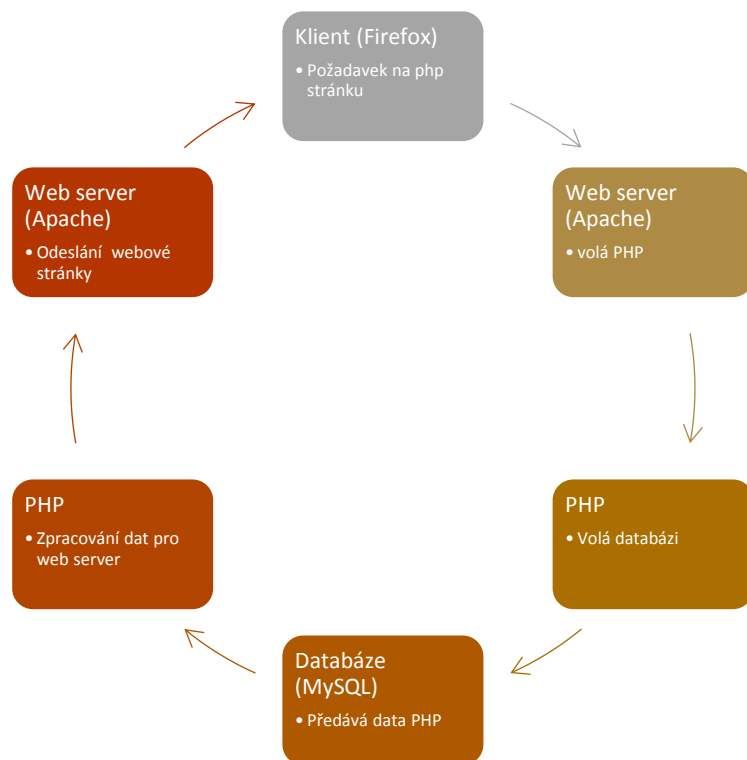 Klient (Firefox)
• Požadavek na php
stránku
Web server
(Apache)
• volá PHP
PHP
• Volá databázi
Databáze
(MySQL)
• Předává data PHP
PHP
• Zpracování dat pro
web server
Web server
(Apache)
• Odeslání  webové
stránky